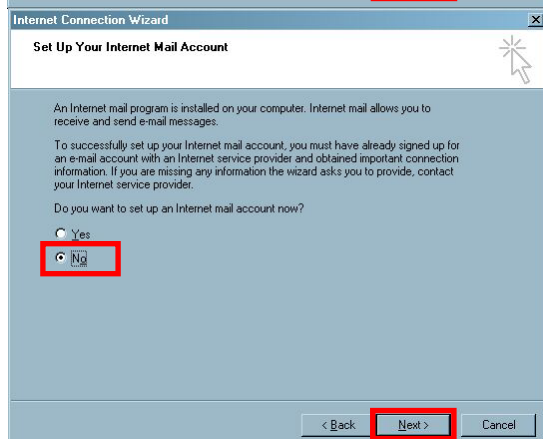 Internet Connection Wizard
Set Up Your Internet Mail Account
An Internet mail program is installed on your computer. Internet mail allows you to
receive and send e-mail messages.
To successfully set up your Internet mail account, you must have already signed up for
an e-mail account with an Internet service provider and obtained important connection
information. If you are missing any information the wizard asks you to provide, contact
your Internet service provider.
Do you want to set up an Internet mail account now?
Yes
No
< Back
Next >
Cancel